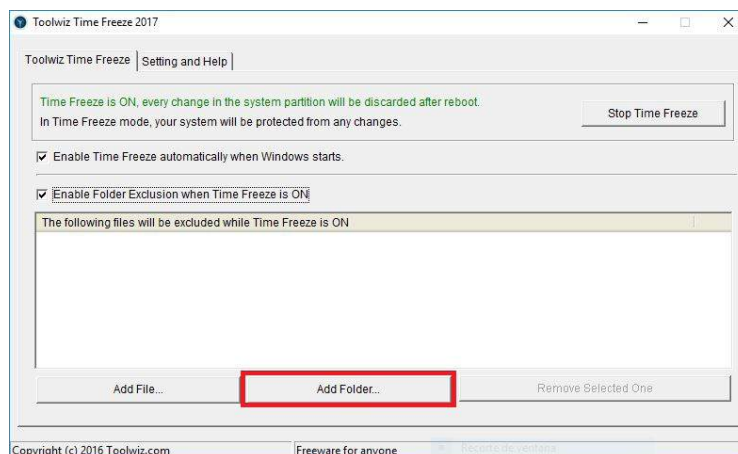 Toolwiz Time Freeze 2017
Toolwiz Time Freeze
Setting and Help
Time Freeze is ON, every change in the system partition will be discarded after reboot.
In Time Freeze mode, your system will be protected from any changes.
Stop Time Freeze
Enable Time Freeze automatically when Windows starts.
Enable Folder Exclusion when Time Freeze is ON
The following files will be excluded while Time Freeze is ON
Add File...
Add Folder...
Remove Selected One
Copyright (c) 2016 Toolwiz.com
Freeware for anyone
Recorte de ventana